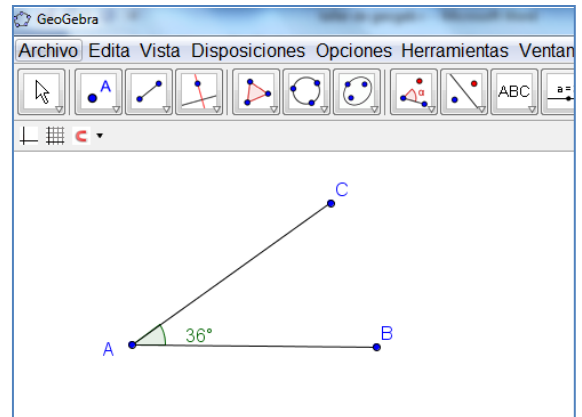 GeoGebra
Archivo Edita Vista Disposiciones Opciones Herramientas Ventan
A α ABC a=
C
36°
B
A